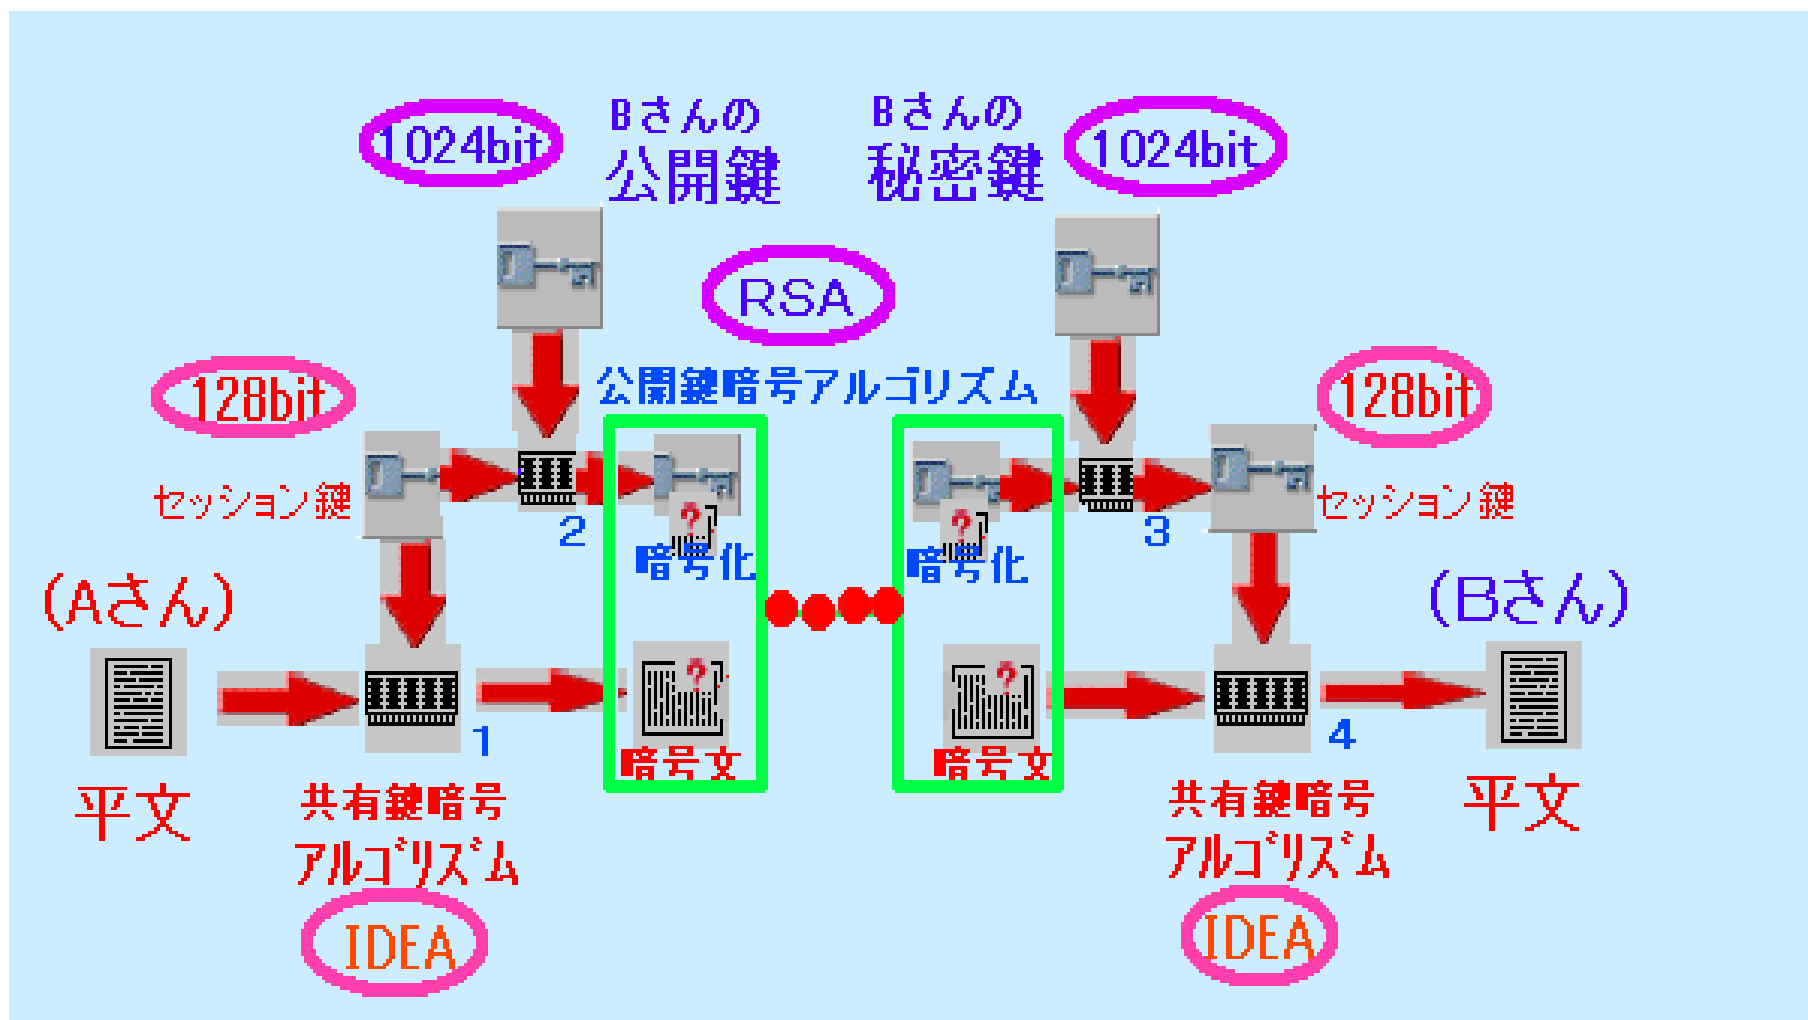 1024bit
Bさんの
公開鍵
Bさんの
秘密鍵
1024bit
RSA
公開鍵暗号アルゴリズム
128bit
128bit
セッション鍵
2
暗号化
暗号化
3
セッション鍵
(Aさん)
(Bさん)
平文
1
暗号文
暗号文
4
平文
共有鍵暗号
アルゴリズム
IDEA
共有鍵暗号
アルゴリズム
IDEA